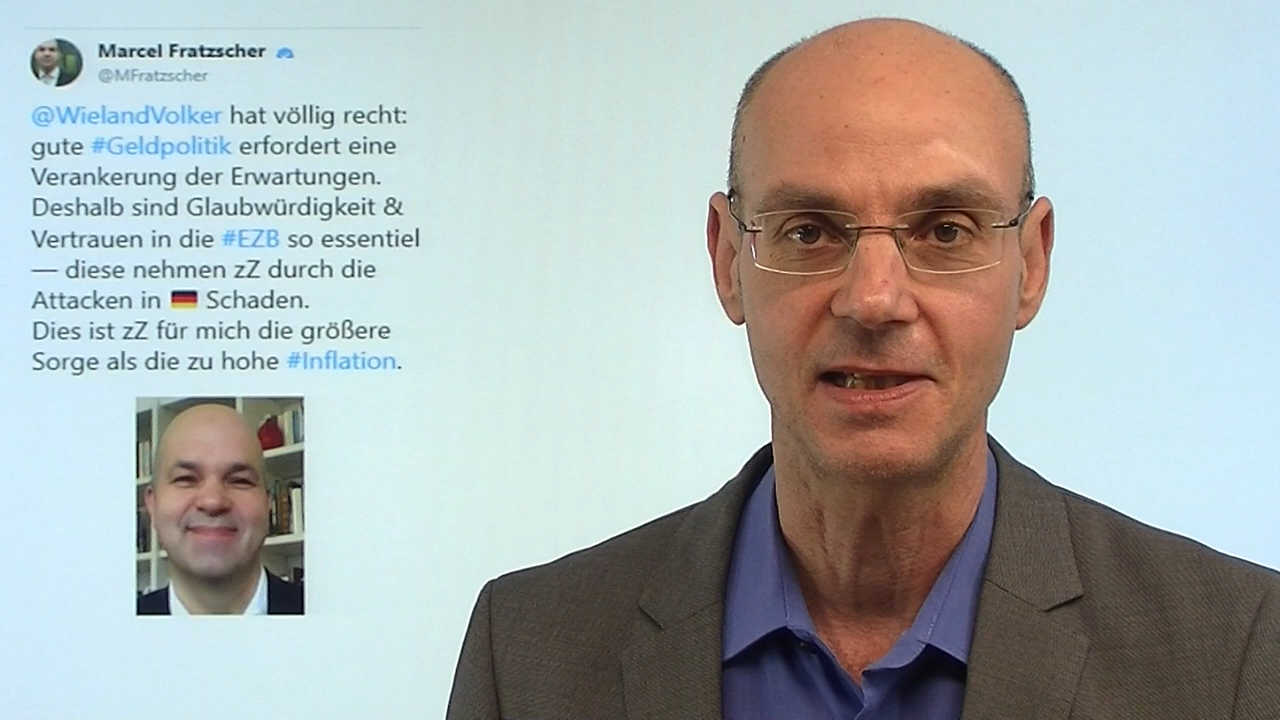 Marcel Fratzscher
@MFratzscher
@WielandVolker hat völlig recht:
gute #Geldpolitik erfordert eine
Verankerung der Erwartungen.
Deshalb sind Glaubwürdigkeit &
Vertrauen in die #EZB so essentiel
— diese nehmen zZ durch die
Attacken in 🇩🇪 Schaden.
Dies ist zZ für mich die größere
Sorge als die zu hohe #Inflation.